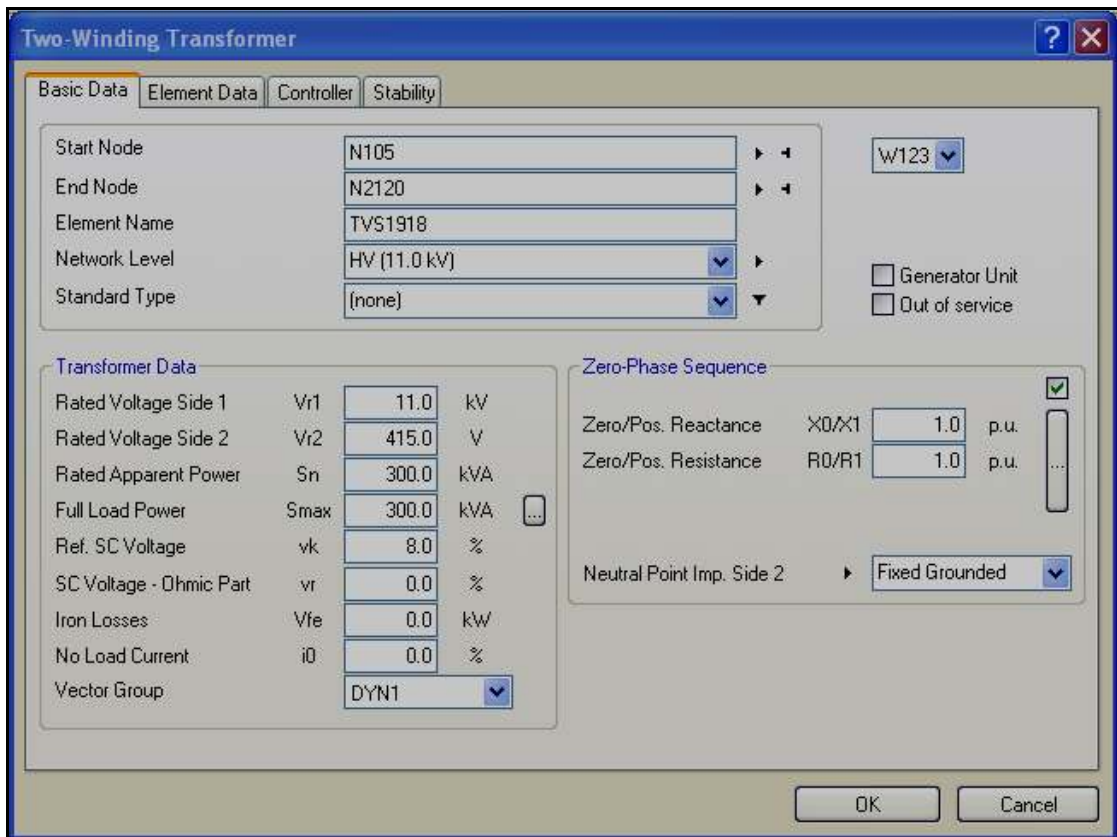 Two-Winding Transformer
Basic Data Element Data Controller Stability
Start Node N105 W123
End Node N2120
Element Name TVS1918
Network Level HV (11.0 kV)
Generator Unit
Standard Type (none)
Out of service
Transformer Data
Rated Voltage Side 1 Vr1 11.0 kV
Rated Voltage Side 2 Vr2 415.0 V
Rated Apparent Power Sn 300.0 kVA
Full Load Power Smax 300.0 kVA ...
Ref. SC Voltage vk 8.0 %
SC Voltage - Ohmic Part vr 0.0 %
Iron Losses Vfe 0.0 kW
No Load Current i0 0.0 %
Vector Group DYN1
Zero-Phase Sequence
Zero/Pos. Reactance X0/X1 1.0 p.u.
Zero/Pos. Resistance R0/R1 1.0 p.u. ...
Neutral Point Imp. Side 2 Fixed Grounded
OK Cancel